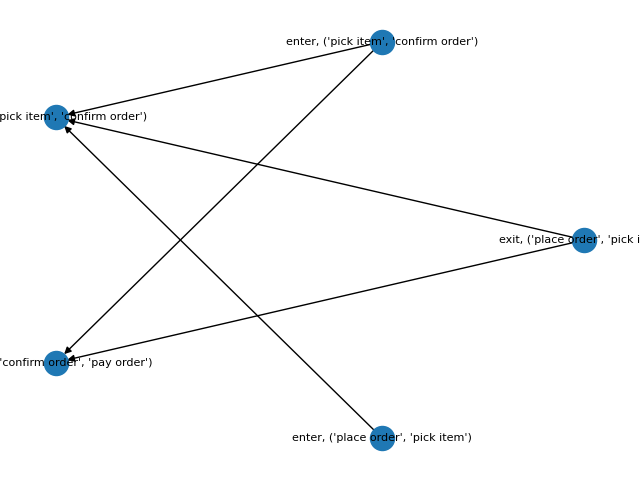 enter, ('pick item', 'confirm order')
pick item', 'confirm order')
exit, ('place order', 'pick i
'confirm order', 'pay order')
enter, ('place order', 'pick item')